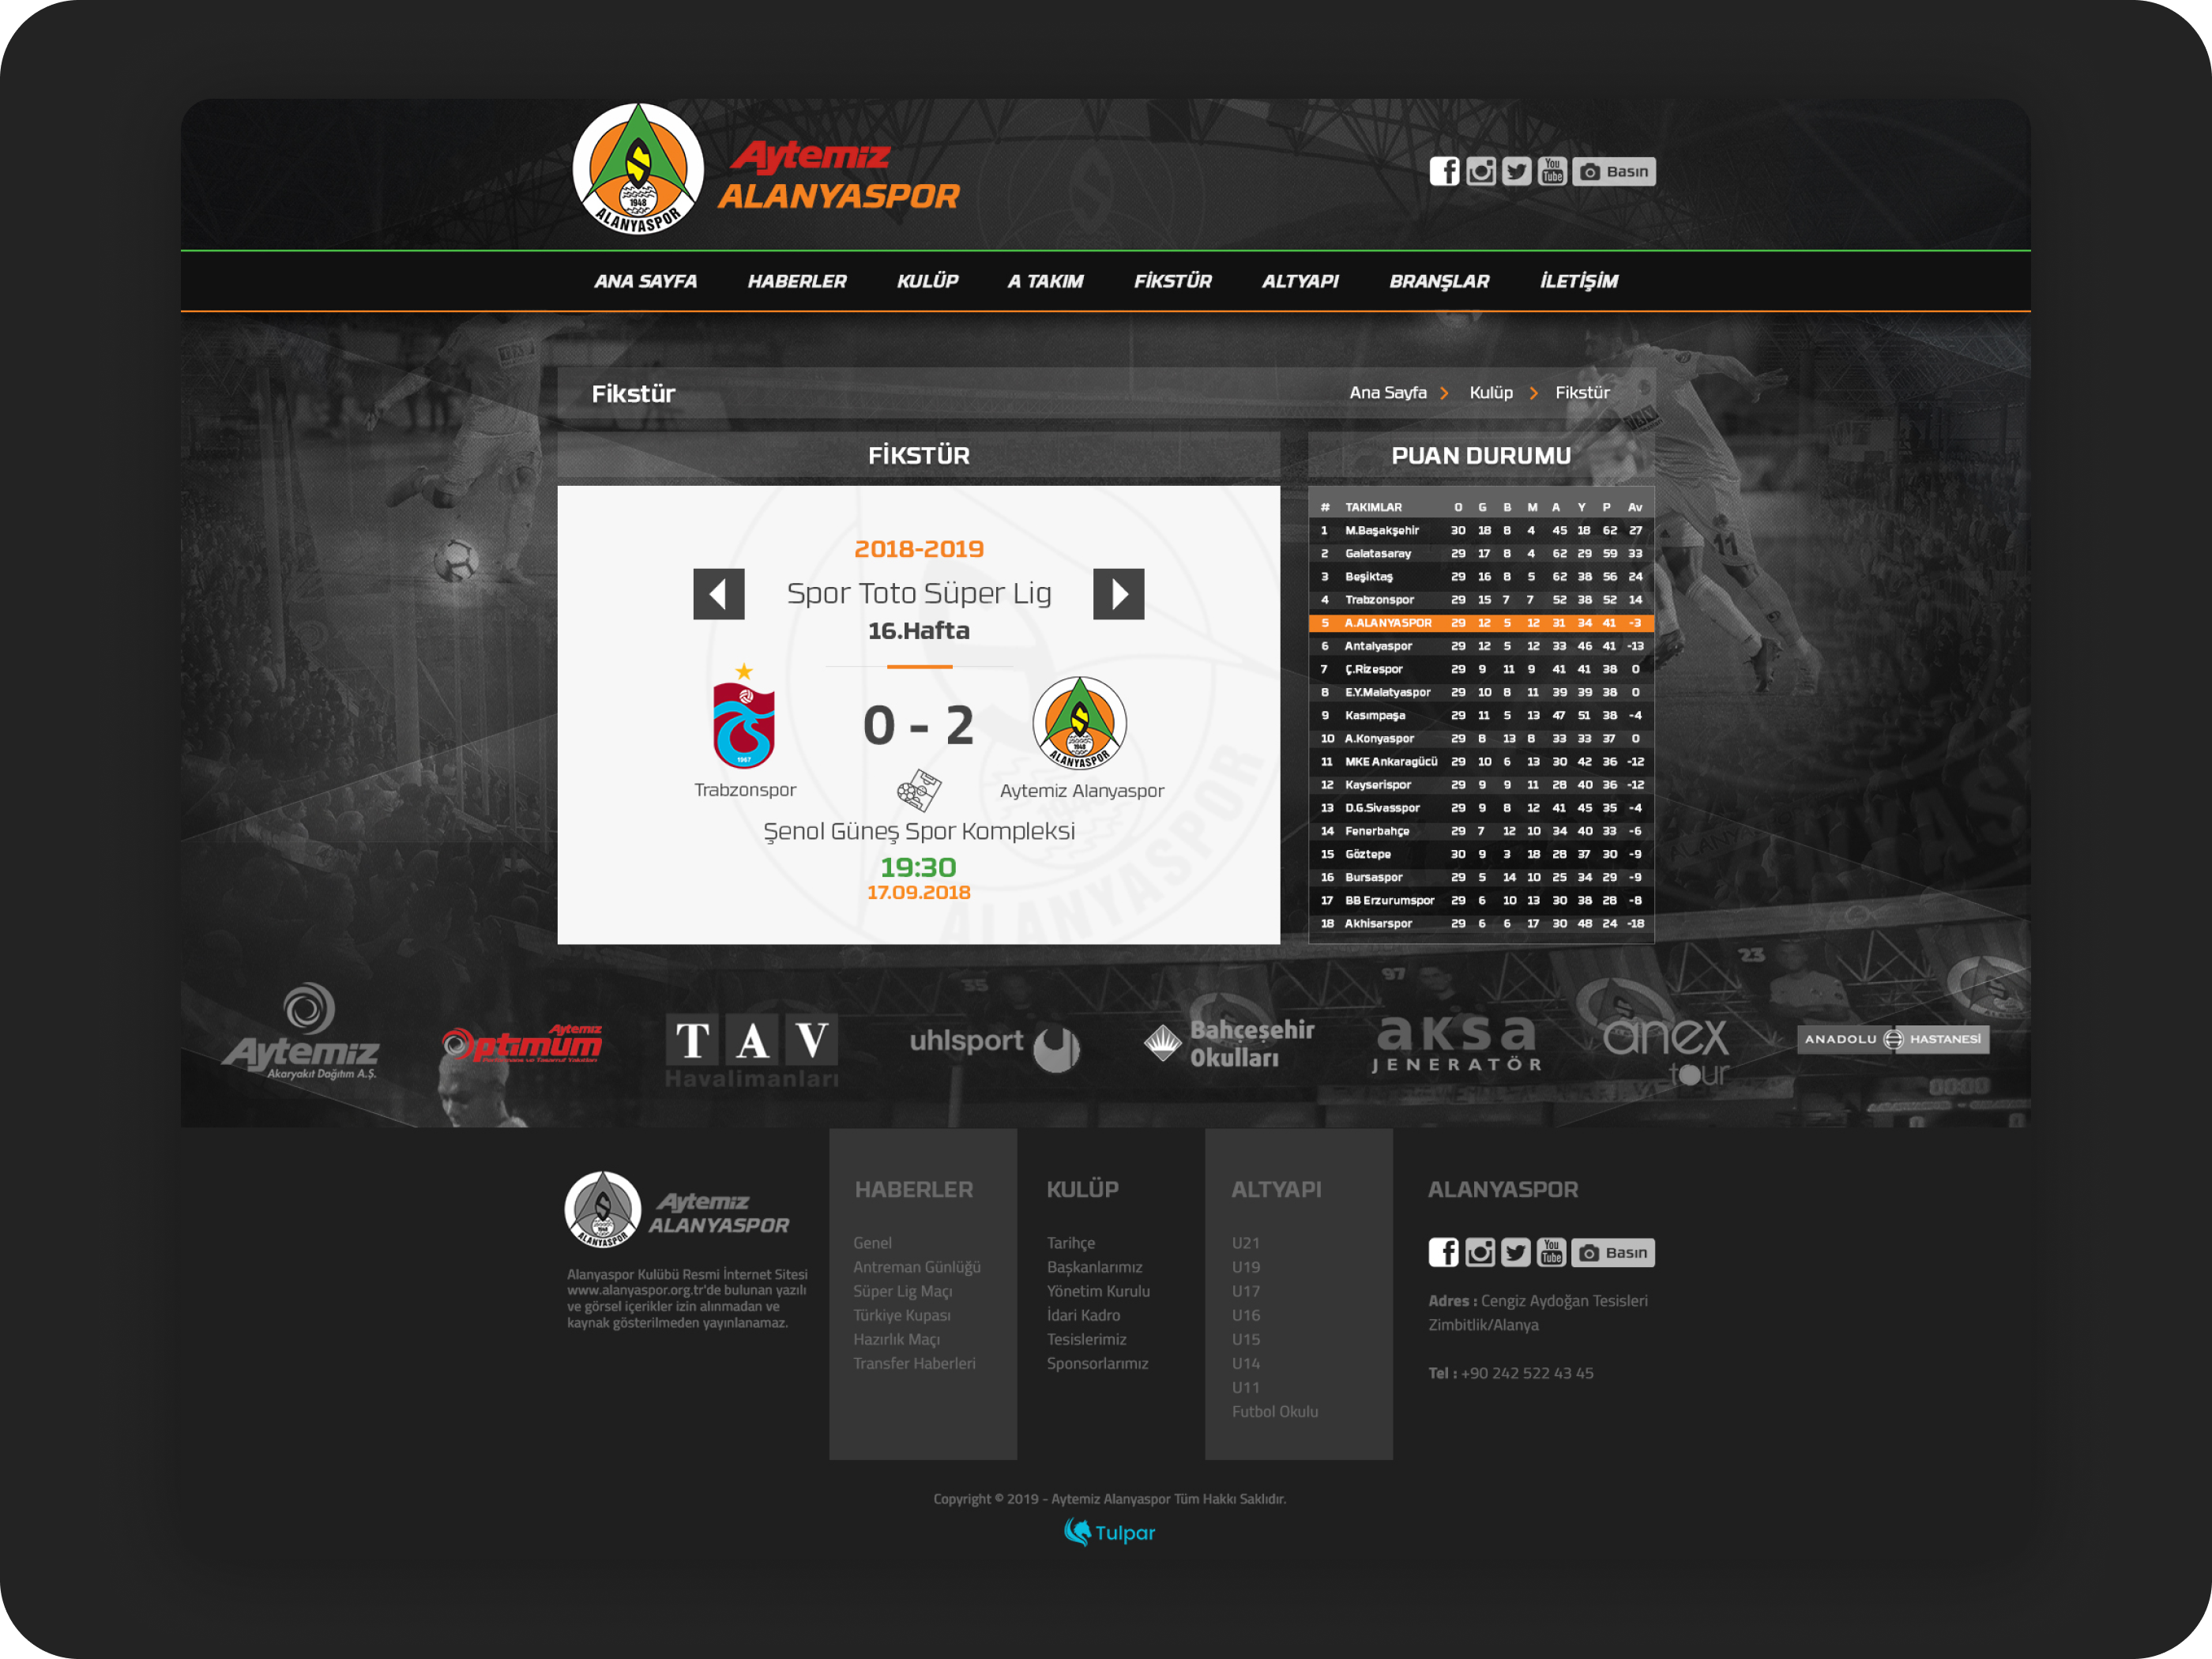 1948
ALANYASPOR
Aytemiz
ALANYASPOR
You
Tube
Basın
ANA SAYFA HABERLER KULÜP A TAKIM FİKSTÜR ALTYAPI BRANŞLAR İLETİŞİM
Fikstür
Ana Sayfa Kulüp Fikstür
FİKSTÜR
2018-2019
Spor Toto Süper Lig
16.Hafta
0 - 2
1967
1948
ALANYASPOR
Trabzonspor
Aytemiz Alanyaspor
Şenol Güneş Spor Kompleksi
19:30
17.09.2018
ALANYASPOR
PUAN DURUMU
# TAKIMLAR O G B M A Y P Av
1 M.Başakşehir 30 18 8 4 45 18 62 27
2 Galatasaray 29 17 8 4 62 29 59 33
3 Beşiktaş 29 16 8 5 62 38 56 24
4 Trabzonspor 29 15 7 7 52 38 52 14
5 A.ALANYASPOR 29 12 5 12 31 34 41 -3
6 Antalyaspor 29 12 5 12 33 46 41 -13
7 Ç.Rizespor 29 9 11 9 41 41 38 0
8 E.Y.Malatyaspor 29 10 8 11 39 39 38 0
9 Kasımpaşa 29 11 5 13 47 51 38 -4
10 A.Konyaspor 29 8 13 8 33 33 37 0
11 MKE Ankaragücü 29 10 6 13 30 42 36 -12
12 Kayserispor 29 9 9 11 28 40 36 -12
13 D.G.Sivasspor 29 9 8 12 41 45 35 -4
14 Fenerbahçe 29 7 12 10 34 40 33 -6
15 Göztepe 30 9 3 18 28 37 30 -9
16 Bursaspor 29 5 14 10 25 34 29 -9
17 BB Erzurumspor 29 6 10 13 30 38 28 -8
18 Akhisarspor 29 6 6 17 30 48 24 -18
11
35
97
23
00:00
Aytemiz
Akaryakıt Dağıtım A.Ş.
Aytemiz
Optimum
TAV
Havalimanları
uhlsport
Bahçeşehir
Okulları
aksa
JENERATÖR
anex
tour
ANADOLU HASTANESİ
ALANYASPOR
Aytemiz
ALANYASPOR
Alanyaspor Kulübü Resmi İnternet Sitesi
www.alanyaspor.org.tr'de bulunan yazılı
ve görsel içerikler izin alınmadan ve
kaynak gösterilmeden yayınlanamaz.
HABERLER
Genel
Antreman Günlüğü
Süper Lig Maçı
Türkiye Kupası
Hazırlık Maçı
Transfer Haberleri
KULÜP
Tarihçe
Başkanlarımız
Yönetim Kurulu
İdari Kadro
Tesislerimiz
Sponsorlarımız
ALTYAPI
U21
U19
U17
U16
U15
U14
U11
Futbol Okulu
ALANYASPOR
You
Tube
Basın
Adres : Cengiz Aydoğan Tesisleri
Zimbitlik/Alanya
Tel : +90 242 522 43 45
Copyright © 2019 - Aytemiz Alanyaspor Tüm Hakkı Saklıdır.
Tulpar